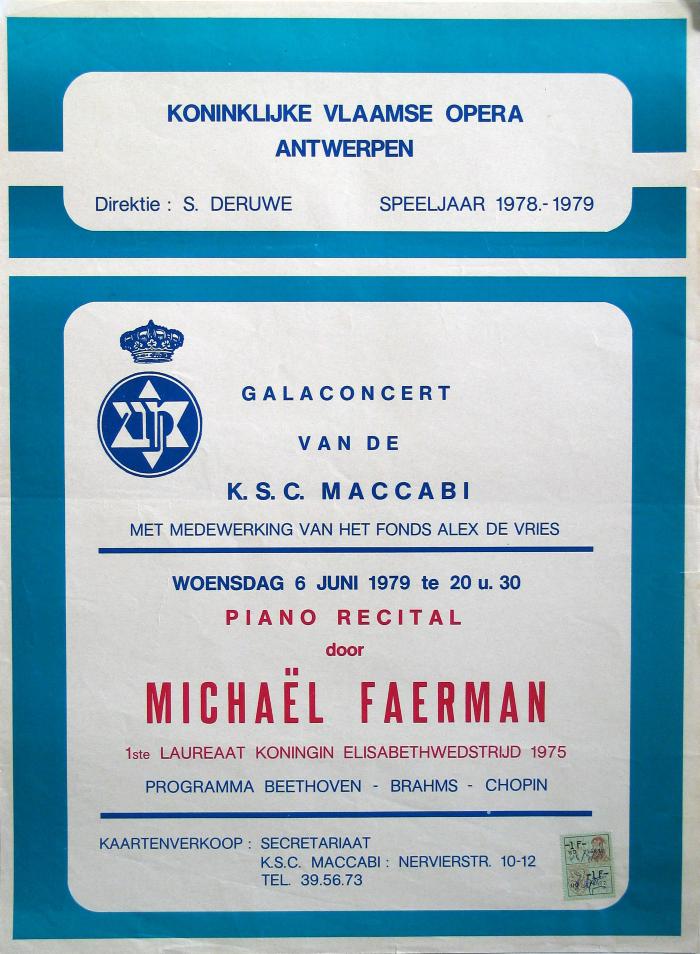 KONINKLIJKE VLAAMSE OPERA
ANTWERPEN
Direktie : S. DERUWE SPEELJAAR 1978.-1979
GALACONCERT
VAN DE
K.S.C. MACCABI
MET MEDEWERKING VAN HET FONDS ALEX DE VRIES
WOENSDAG 6 JUNI 1979 te 20 u. 30
PIANO RECITAL
door
MICHAËL FAERMAN
1ste LAUREAAT KONINGIN ELISABETHWEDSTRIJD 1975
PROGRAMMA BEETHOVEN - BRAHMS - CHOPIN
KAARTENVERKOOP : SECRETARIAAT
K.S.C. MACCABI : NERVIERSTR. 10-12
TEL. 39.56.73
-1F-
-1F-